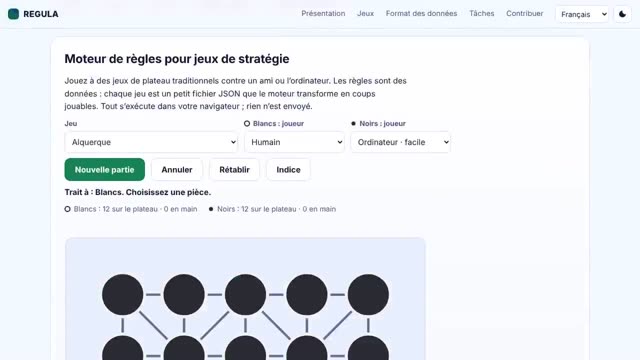 REGULA
Présentation Jeux Format des données Tâches Contribuer Français
Moteur de règles pour jeux de stratégie
Jouez à des jeux de plateau traditionnels contre un ami ou l’ordinateur. Les règles sont des
données : chaque jeu est un petit fichier JSON que le moteur transforme en coups
jouables. Tout s’exécute dans votre navigateur ; rien n’est envoyé.
Jeu Blancs : joueur Noirs : joueur
Alquerque Humain Ordinateur · facile
Nouvelle partie Annuler Rétablir Indice
Trait à : Blancs. Choisissez une pièce.
Blancs : 12 sur le plateau · 0 en main Noirs : 12 sur le plateau · 0 en main